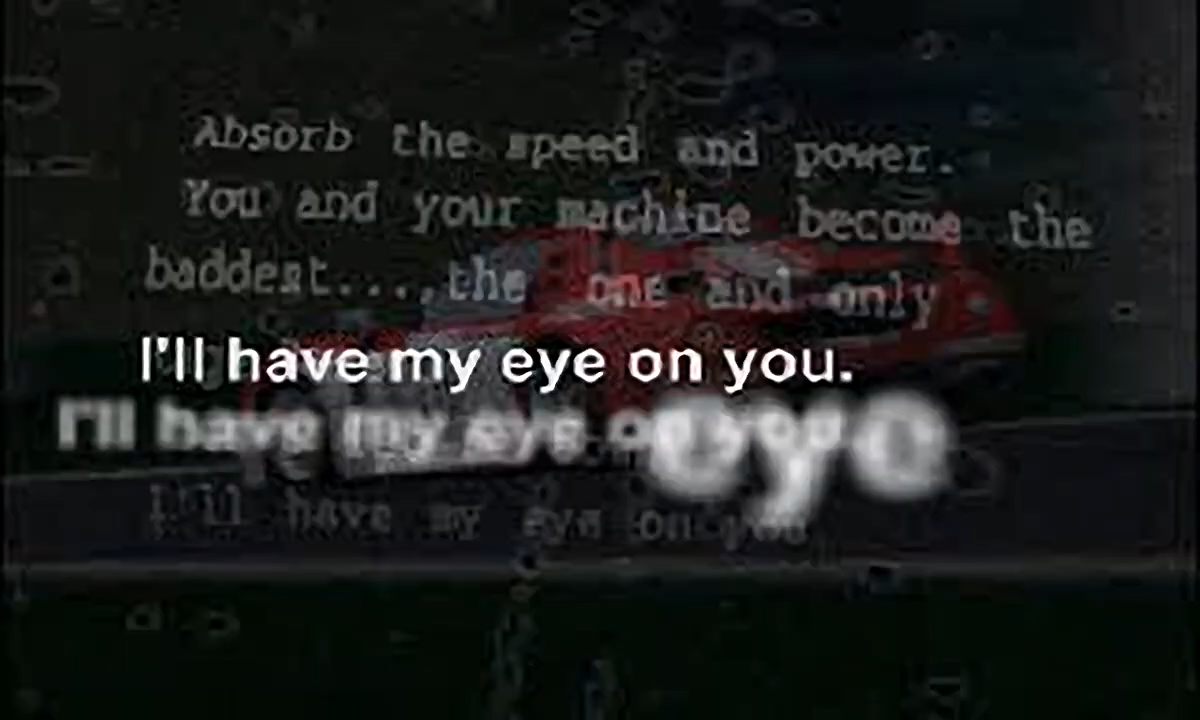 Absorb the speed and power.
You and your machine become the
baddest....the one and only
I'll have my eye on you.
I'll have my eye on you eye
I'll have my eye on you